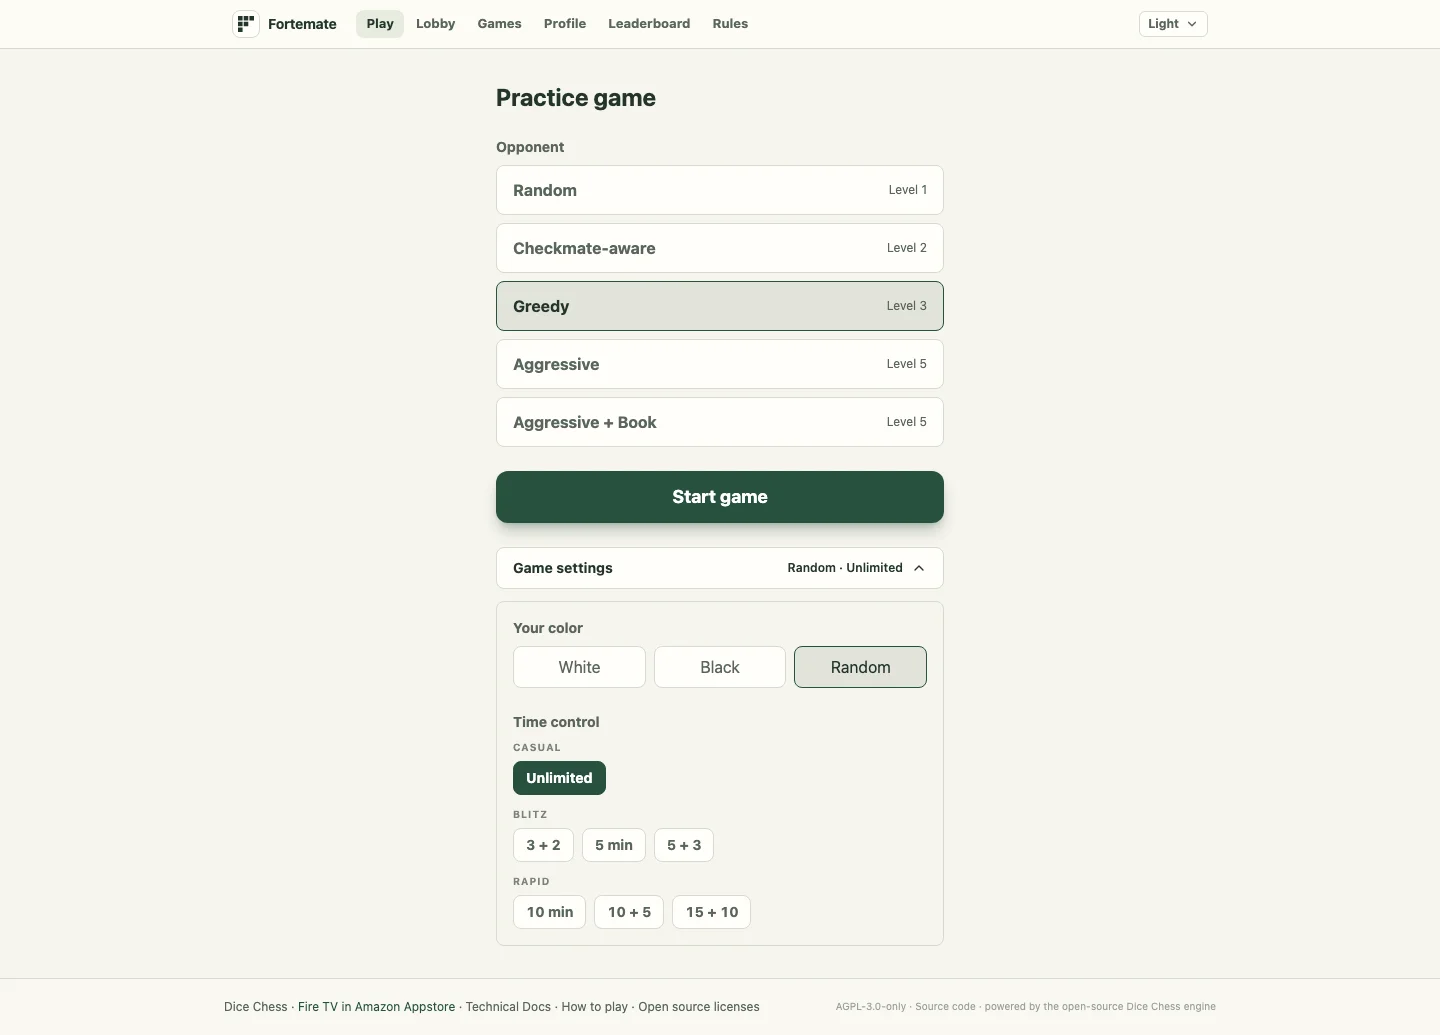 Fortemate Play Lobby Games Profile Leaderboard Rules Light
Practice game
Opponent
Random Level 1
Checkmate-aware Level 2
Greedy Level 3
Aggressive Level 5
Aggressive + Book Level 5
Start game
Game settings Random · Unlimited
Your color
White Black Random
Time control
CASUAL
Unlimited
BLITZ
3 + 2 5 min 5 + 3
RAPID
10 min 10 + 5 15 + 10
Dice Chess · Fire TV in Amazon Appstore · Technical Docs · How to play · Open source licenses AGPL-3.0-only · Source code · powered by the open-source Dice Chess engine